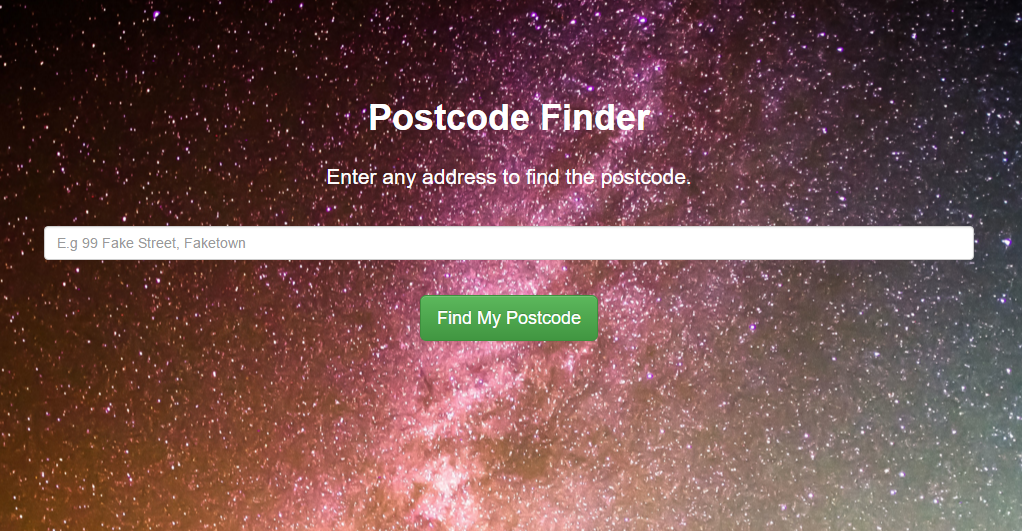 Postcode Finder
Enter any address to find the postcode.
E.g 99 Fake Street, Faketown
Find My Postcode